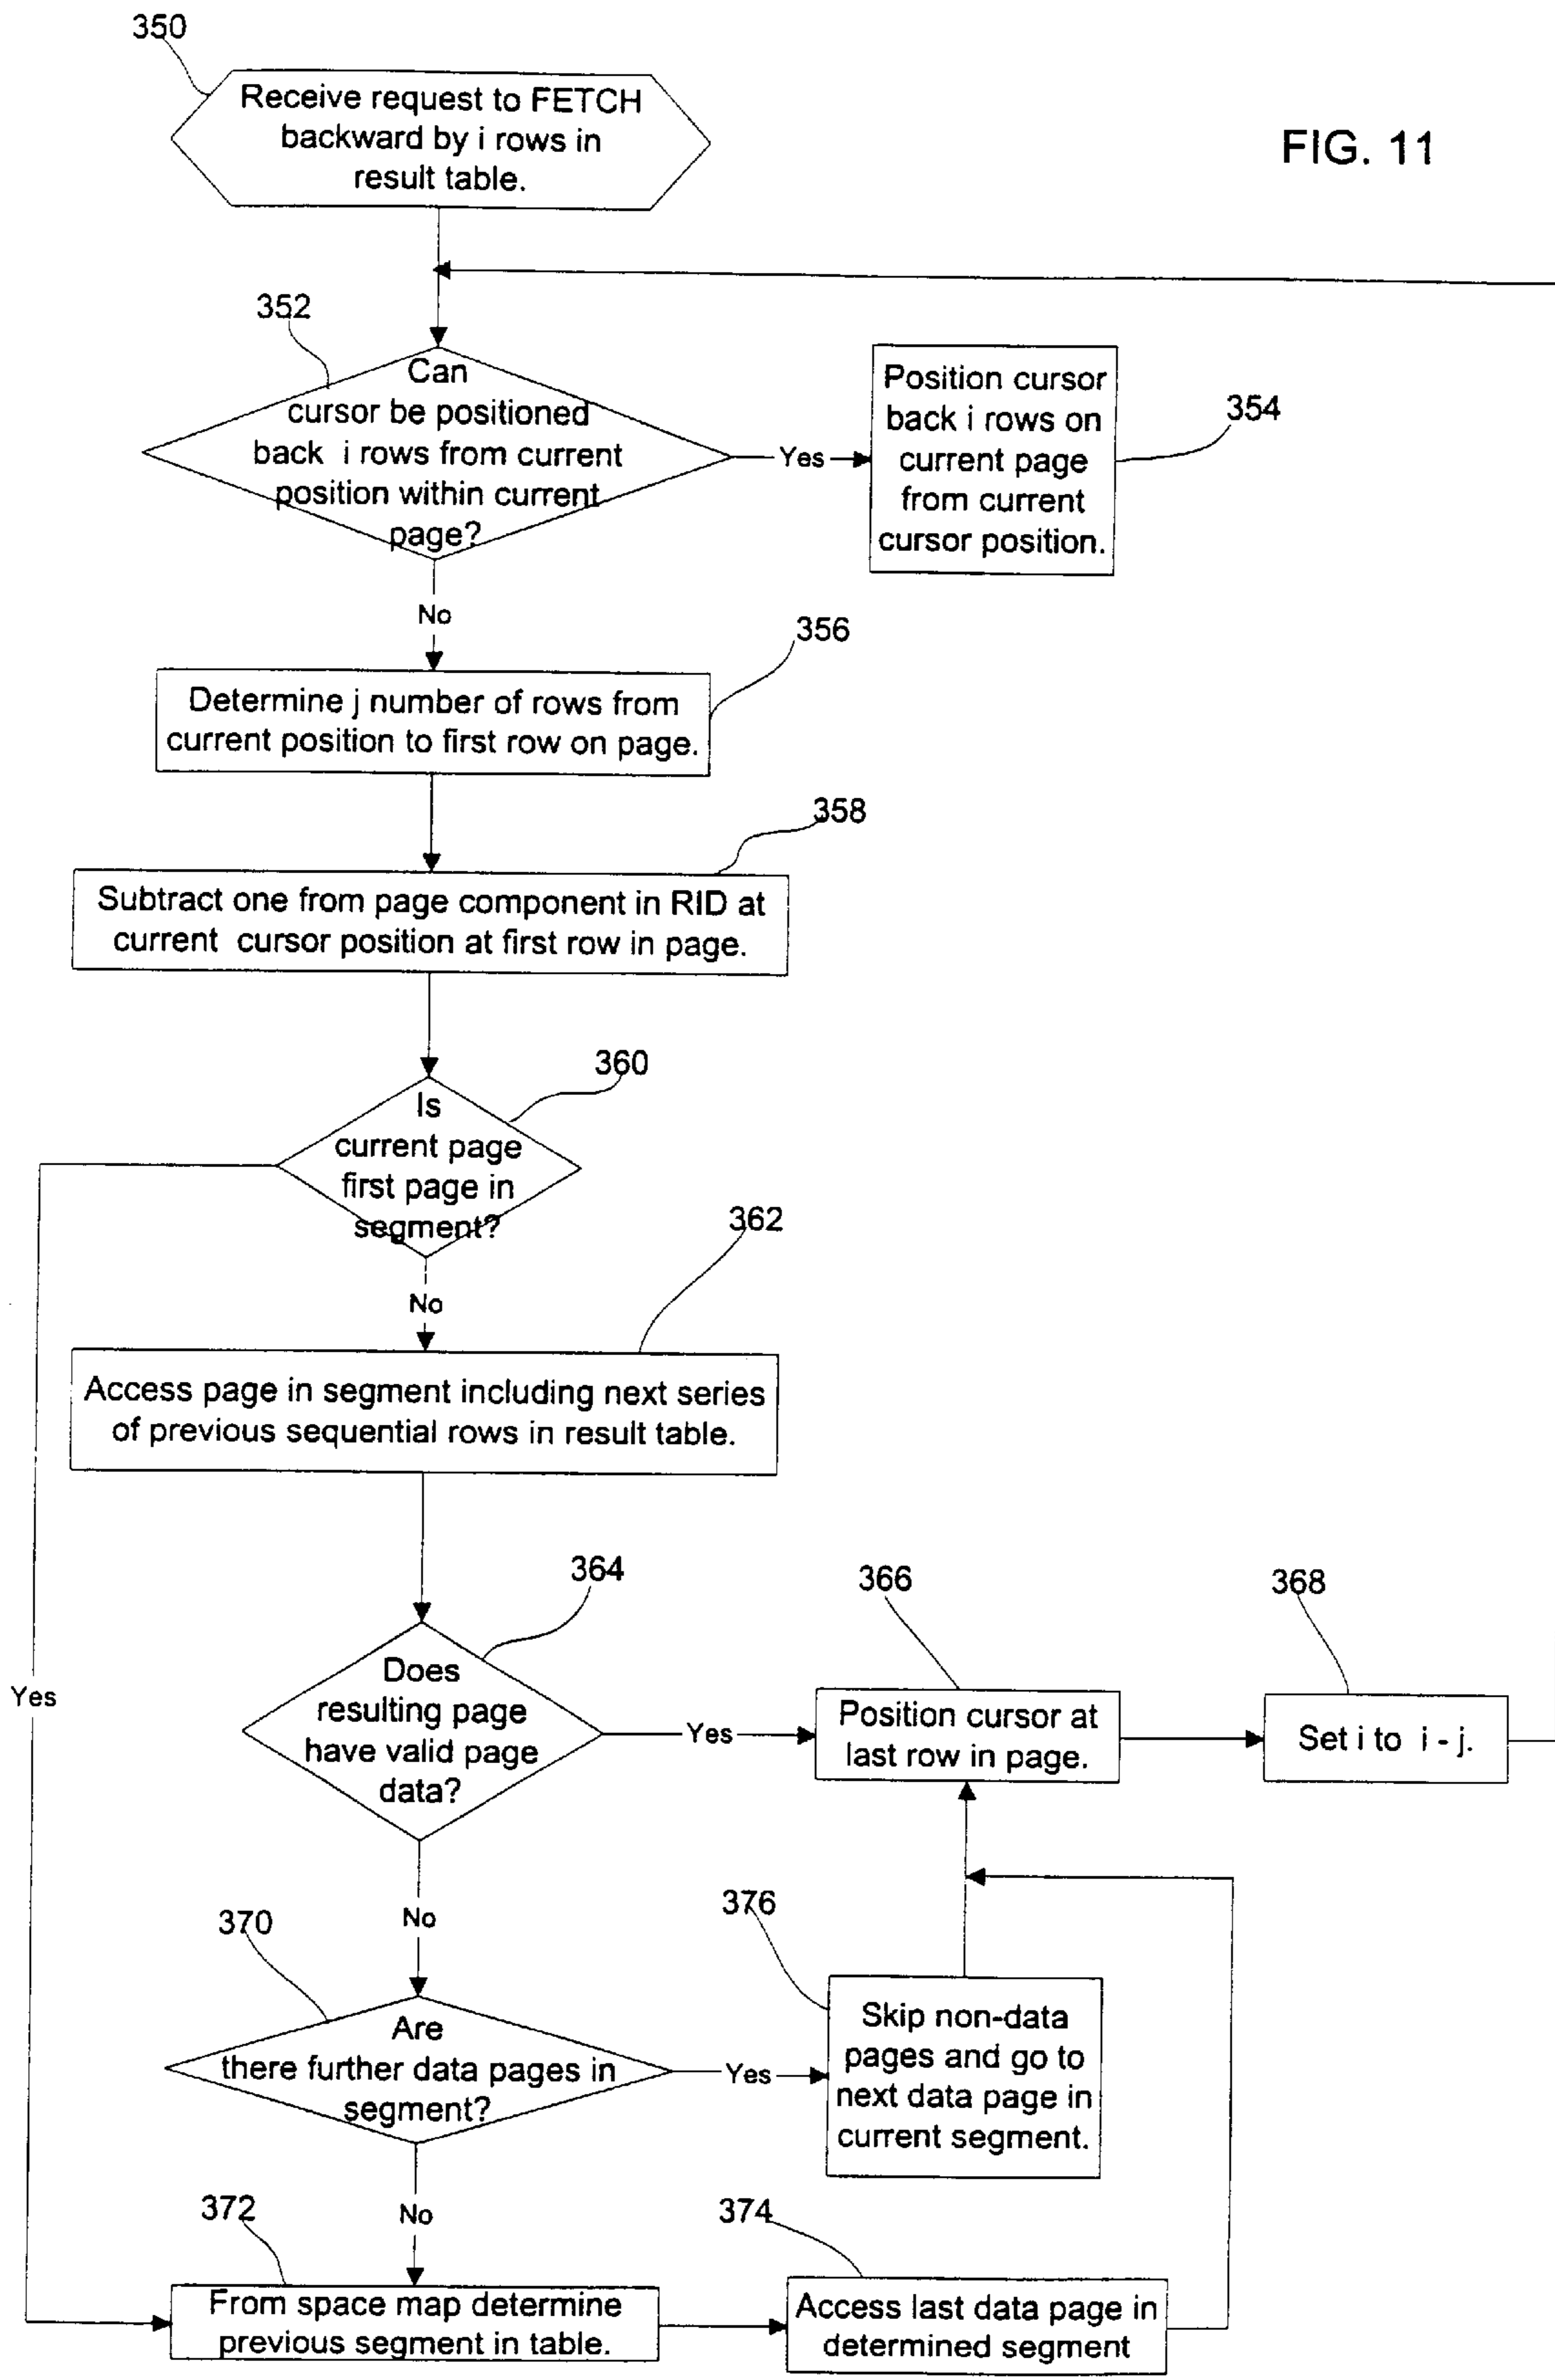 350
Receive request to FETCH
backward by i rows in
result table.
FIG. 11
352
Can
cursor be positioned
back i rows from current
position within current
page?
Yes
Position cursor
back i rows on
current page
from current
cursor position.
354
No
356
Determine j number of rows from
current position to first row on page.
358
Subtract one from page component in RID at
current cursor position at first row in page.
360
Is
current page
first page in
segment?
362
No
Access page in segment including next series
of previous sequential rows in result table.
364
366
368
Does
resulting page
have valid page
data?
Yes
Yes
Position cursor at
last row in page.
Set i to i - j.
No
370
376
Are
there further data pages in
segment?
Yes
Skip non-data
pages and go to
next data page in
current segment.
No
372
374
From space map determine
previous segment in table.
Access last data page in
determined segment